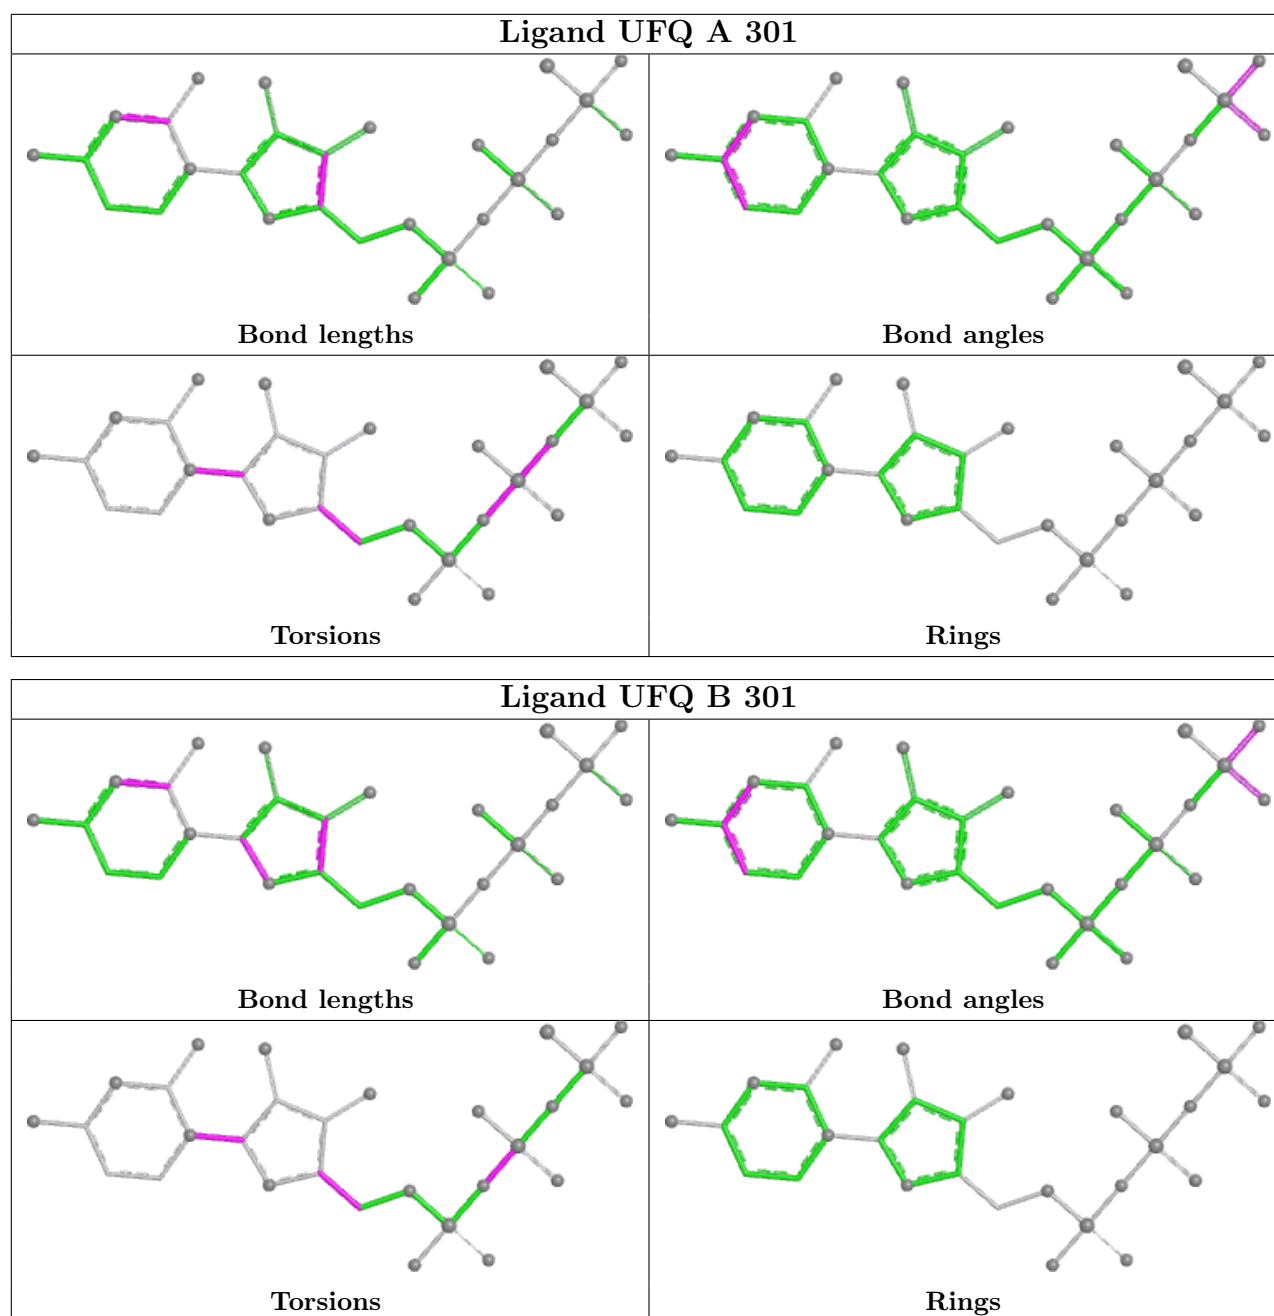 Ligand UFQ A 301
Bond lengths
Bond angles
Torsions
Rings
Ligand UFQ B 301
Bond lengths
Bond angles
Torsions
Rings